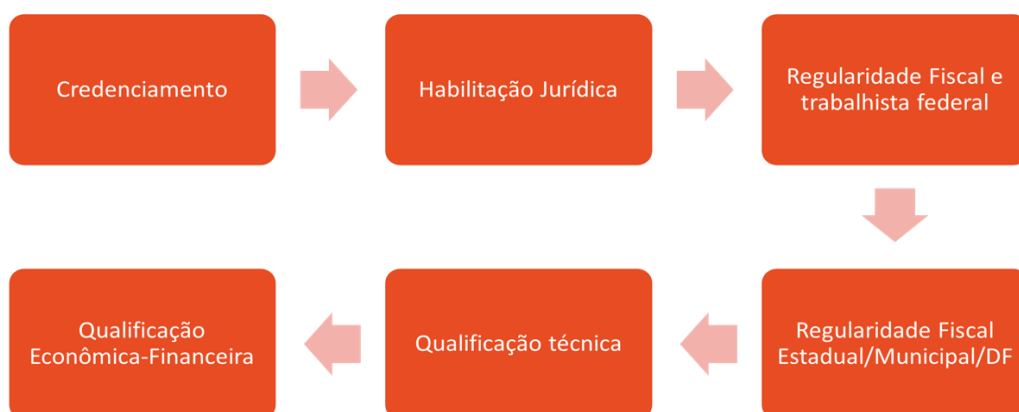 Credenciamento
Habilitação Jurídica
Regularidade Fiscal e
trabalhista federal
Regularidade Fiscal
Estadual/Municipal/DF
Qualificação técnica
Qualificação
Econômica-Financeira